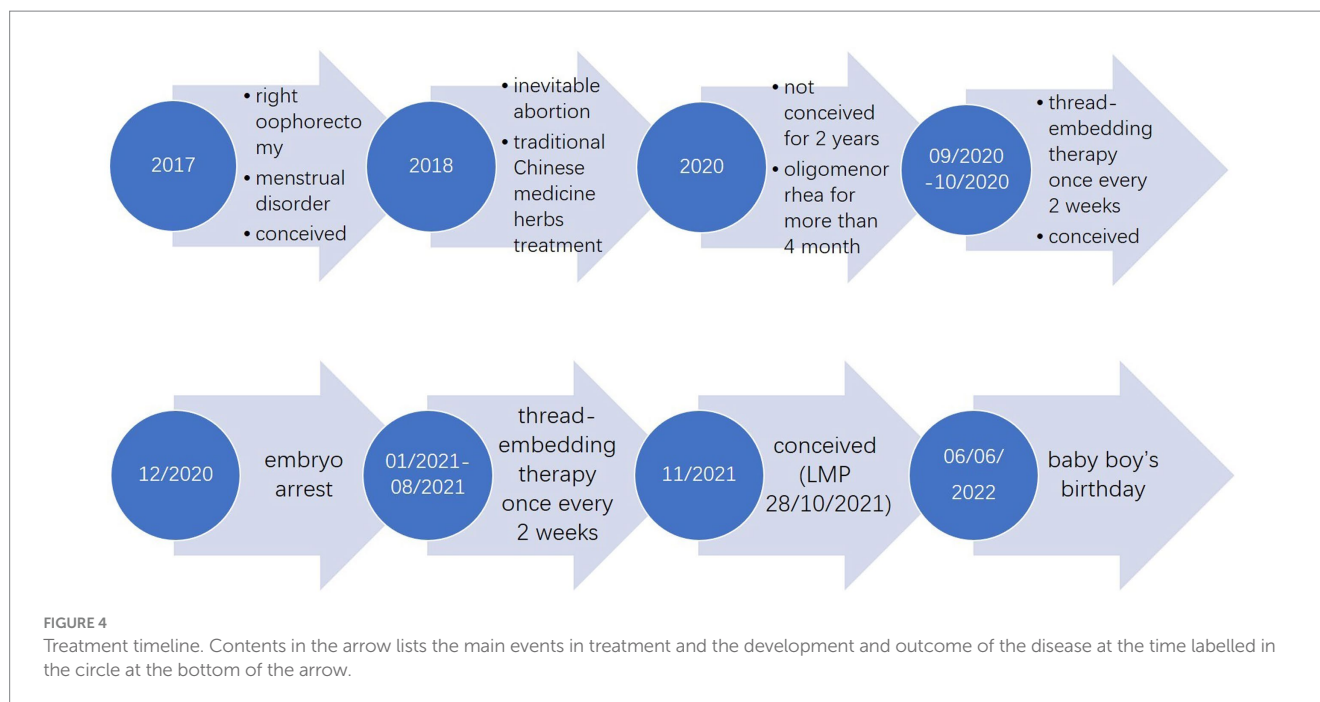 2017
• right
oophorecto
my
• menstrual
disorder
• conceived
2018
• inevitable
abortion
• traditional
Chinese
medicine
herbs
treatment
2020
• not
conceived
for 2 years
• oligomenor
rhea for
more than
4 month
09/2020
-10/2020
• thread-
embedding
therapy
once every
2 weeks
• conceived
12/2020
embryo
arrest
01/2021-
08/2021
thread-
embedding
therapy
once every
2 weeks
11/2021
conceived
(LMP
28/10/2021)
06/06/
2022
baby boy's
birthday
FIGURE 4
Treatment timeline. Contents in the arrow lists the main events in treatment and the development and outcome of the disease at the time labelled in
the circle at the bottom of the arrow.